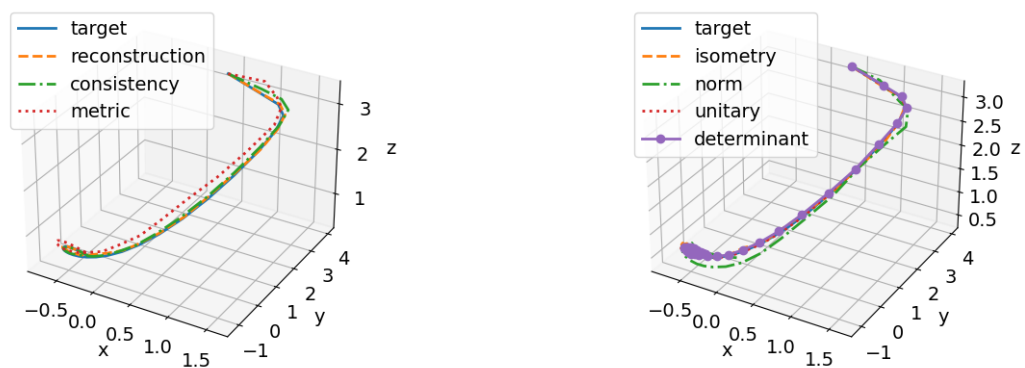 target
reconstruction
consistency
metric
3
2
1
z
4
3
2
1
0
−1
y
−0.5
0.0
0.5
1.0
1.5
x
target
isometry
norm
unitary
determinant
3.0
2.5
2.0
1.5
1.0
0.5
z
4
3
2
1
0
−1
y
−0.5
0.0
0.5
1.0
1.5
x